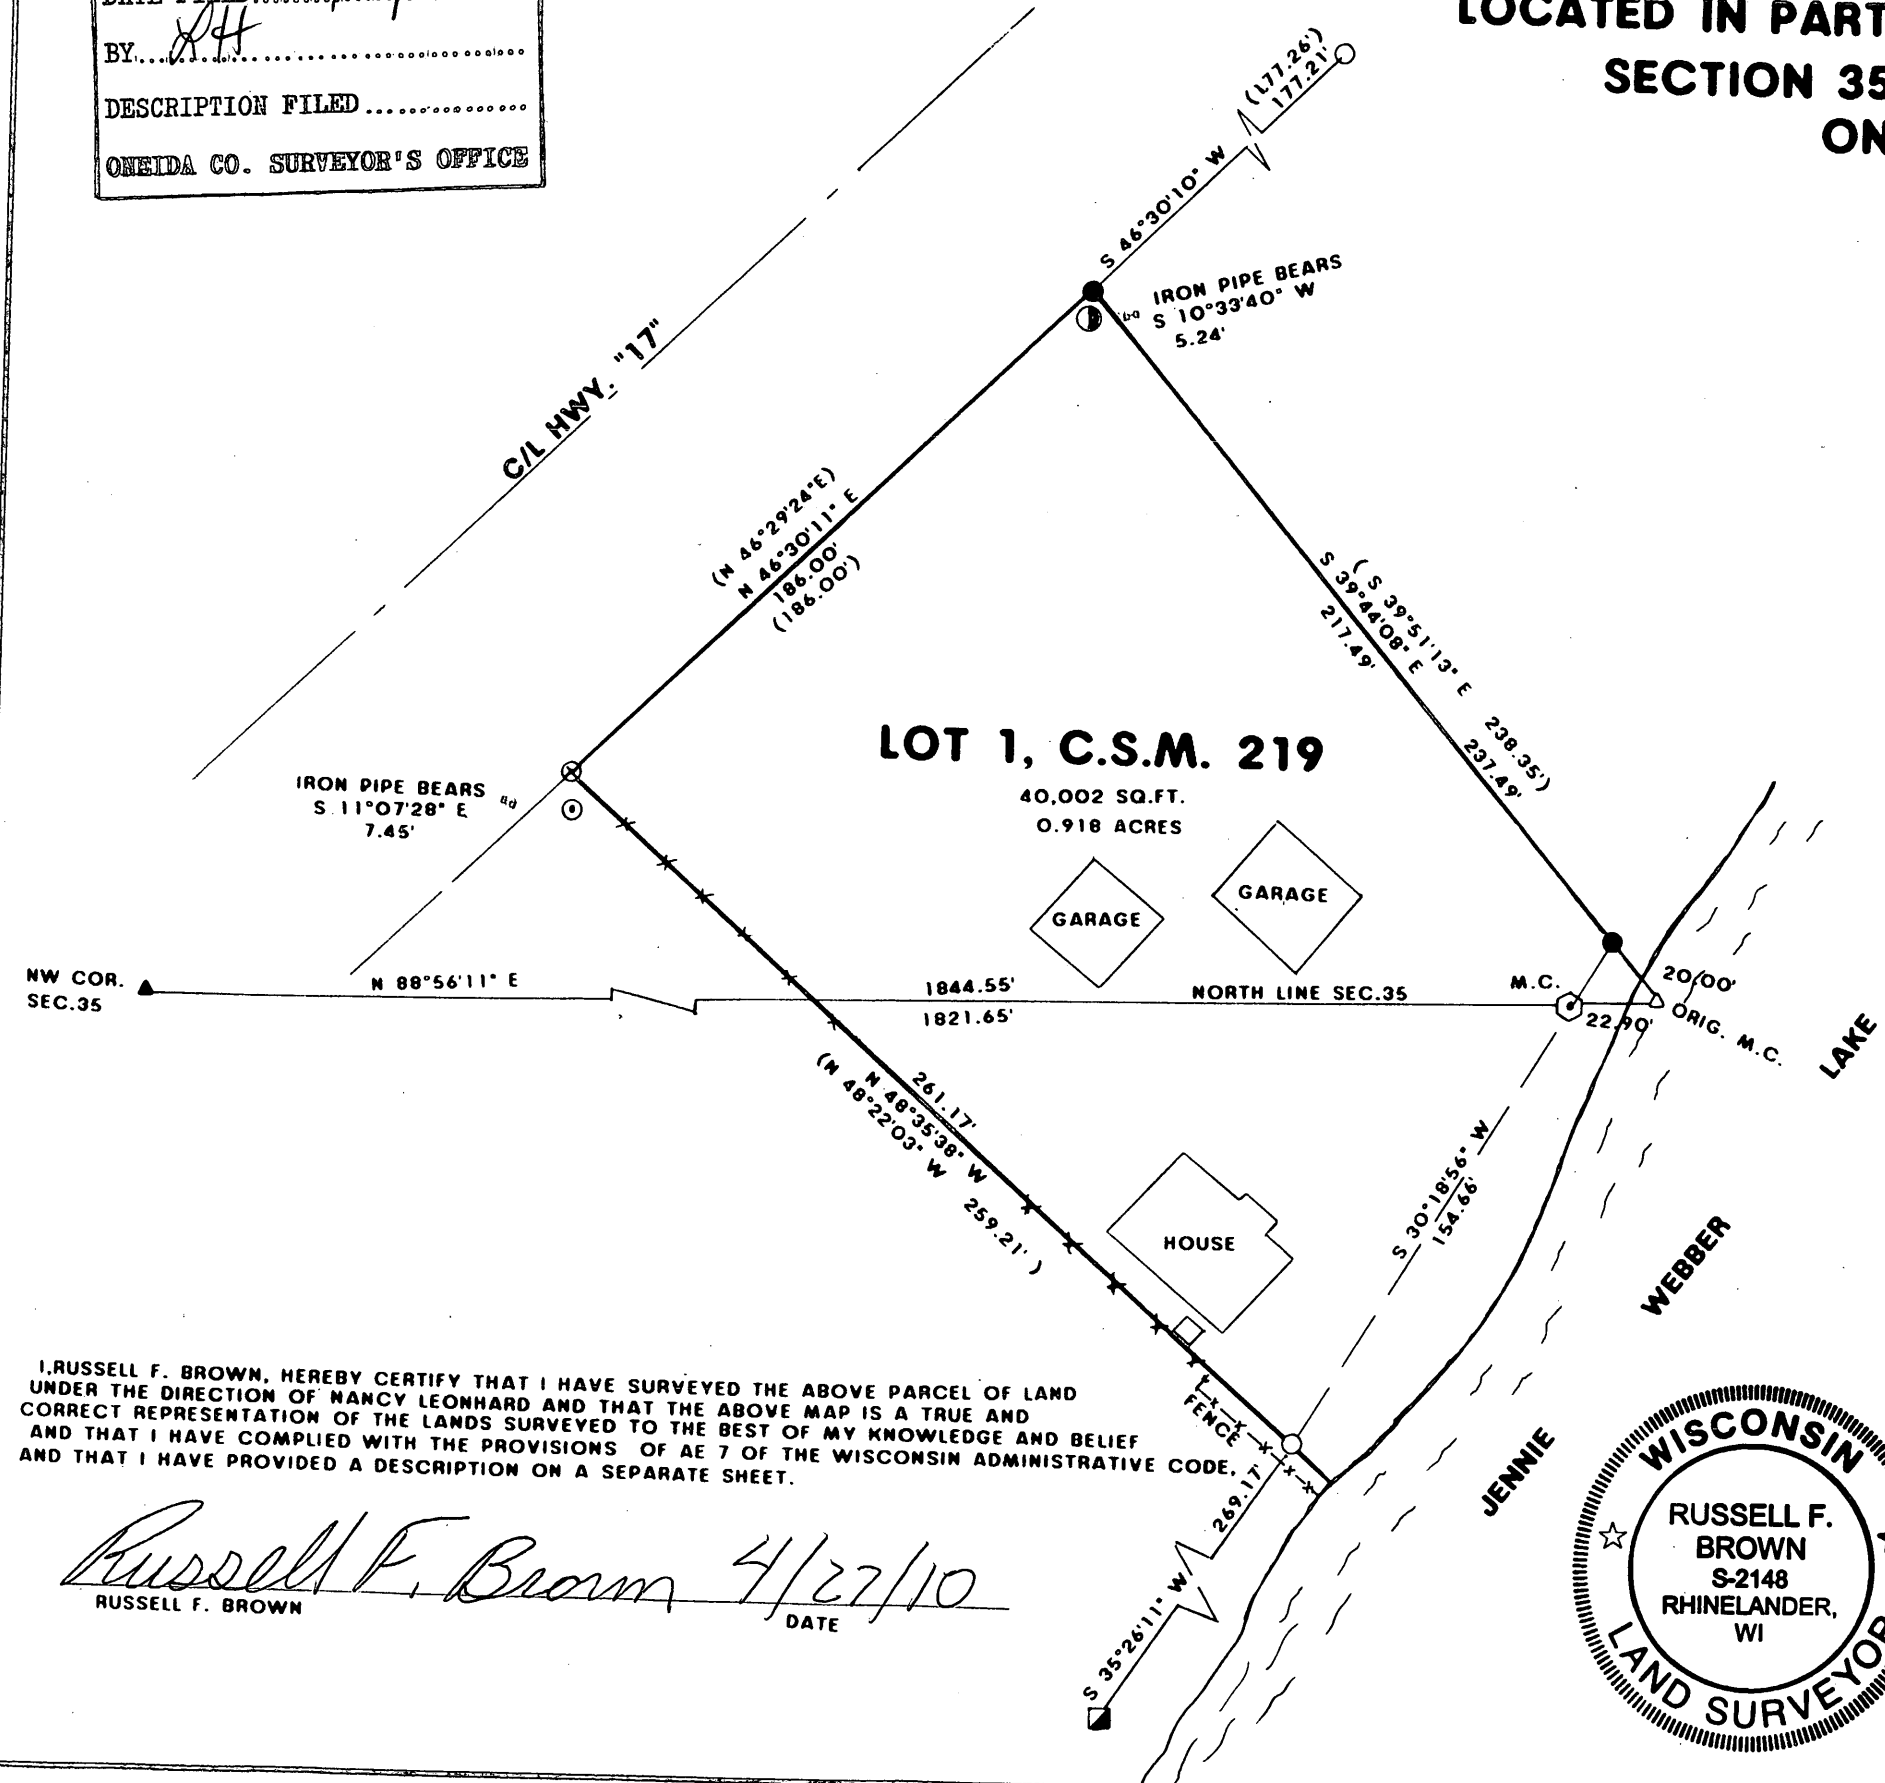 BY
DESCRIPTION FILED
ONEIDA CO. SURVEYOR'S OFFICE
LOCATED IN PART
SECTION 35
ON
(177.26')
177.21'
S 46°30'10" W
IRON PIPE BEARS
S 10°33'40" W
5.24'
C/L HWY. "17"
(N 46°29'24"E)
N 46°30'11" E
186.00'
(186.00')
(S 39°51'13" E 238.35')
S 39°44'08" E 237.49'
217.49'
LOT 1, C.S.M. 219
40,002 SQ.FT.
0.918 ACRES
IRON PIPE BEARS
S 11°07'28" E
7.45'
GARAGE
GARAGE
NW COR.
SEC.35
N 88°56'11" E
1844.55'
1821.65'
NORTH LINE SEC.35
M.C.
20.00'
22.90'
ORIG. M.C.
261.17'
N 48°35'38" W
(N 48°22'03" W 259.21')
HOUSE
S 30°18'56" W
154.66'
LAKE
WEBBER
JENNIE
FENCE
269.17'
S 35°26'11" W
I,RUSSELL F. BROWN, HEREBY CERTIFY THAT I HAVE SURVEYED THE ABOVE PARCEL OF LAND
UNDER THE DIRECTION OF NANCY LEONHARD AND THAT THE ABOVE MAP IS A TRUE AND
CORRECT REPRESENTATION OF THE LANDS SURVEYED TO THE BEST OF MY KNOWLEDGE AND BELIEF
AND THAT I HAVE COMPLIED WITH THE PROVISIONS OF AE 7 OF THE WISCONSIN ADMINISTRATIVE CODE,
AND THAT I HAVE PROVIDED A DESCRIPTION ON A SEPARATE SHEET.
Russell F. Brown 4/27/10
RUSSELL F. BROWN
DATE
WISCONSIN
RUSSELL F.
BROWN
S-2148
RHINELANDER,
WI
LAND SURVEYOR